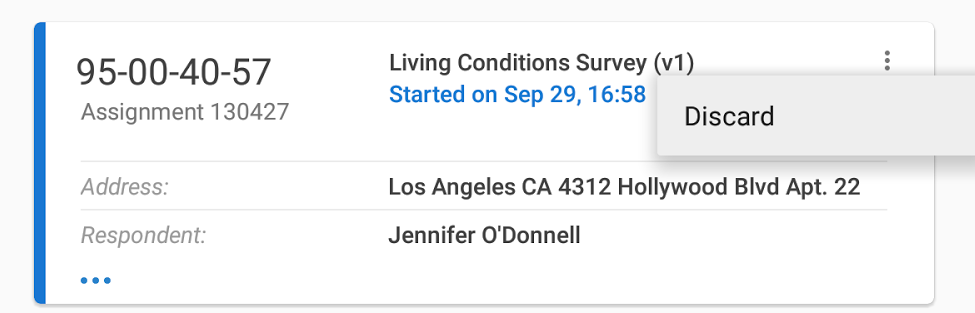 95-00-40-57
Assignment 130427
Living Conditions Survey (v1)
Started on Sep 29, 16:58
Discard
Address: Los Angeles CA 4312 Hollywood Blvd Apt. 22
Respondent: Jennifer O'Donnell